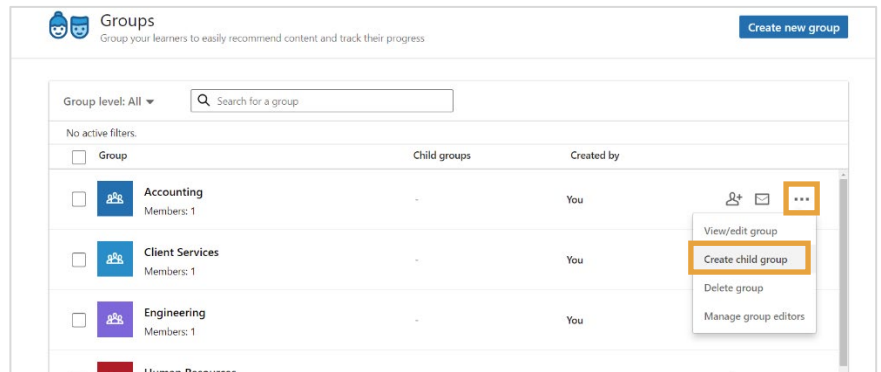 Groups
Group your learners to easily recommend content and track their progress
Create new group
Group level: All
Search for a group
No active filters.
Group Child groups Created by
Accounting
Members: 1
- You
View/edit group
Create child group
Delete group
Manage group editors
Client Services
Members: 1
- You
Engineering
Members: 1
- You
Human Resources